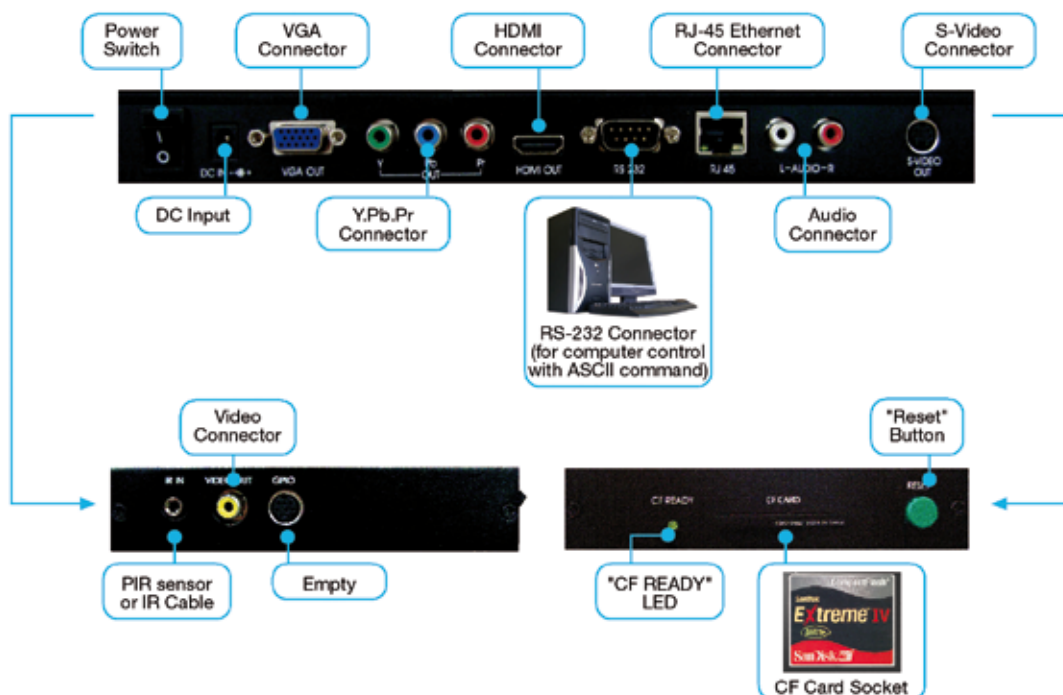 Power
Switch
VGA
Connector
HDMI
Connector
RJ-45 Ethernet
Connector
S-Video
Connector
DC IN
VGA OUT
Y
Pb
Pr
OUT
HDMI OUT
RS 232
RJ 45
L-AUDIO-R
S-VIDEO
OUT
DC Input
Y.Pb.Pr
Connector
Audio
Connector
RS-232 Connector
(for computer control
with ASCII command)
Video
Connector
"Reset"
Button
IR IN
VIDEO OUT
GPIO
CF READY
CF CARD
RESET
PIR sensor
or IR Cable
Empty
"CF READY"
LED
CompactFlash
Extreme IV
SanDisk
CF Card Socket